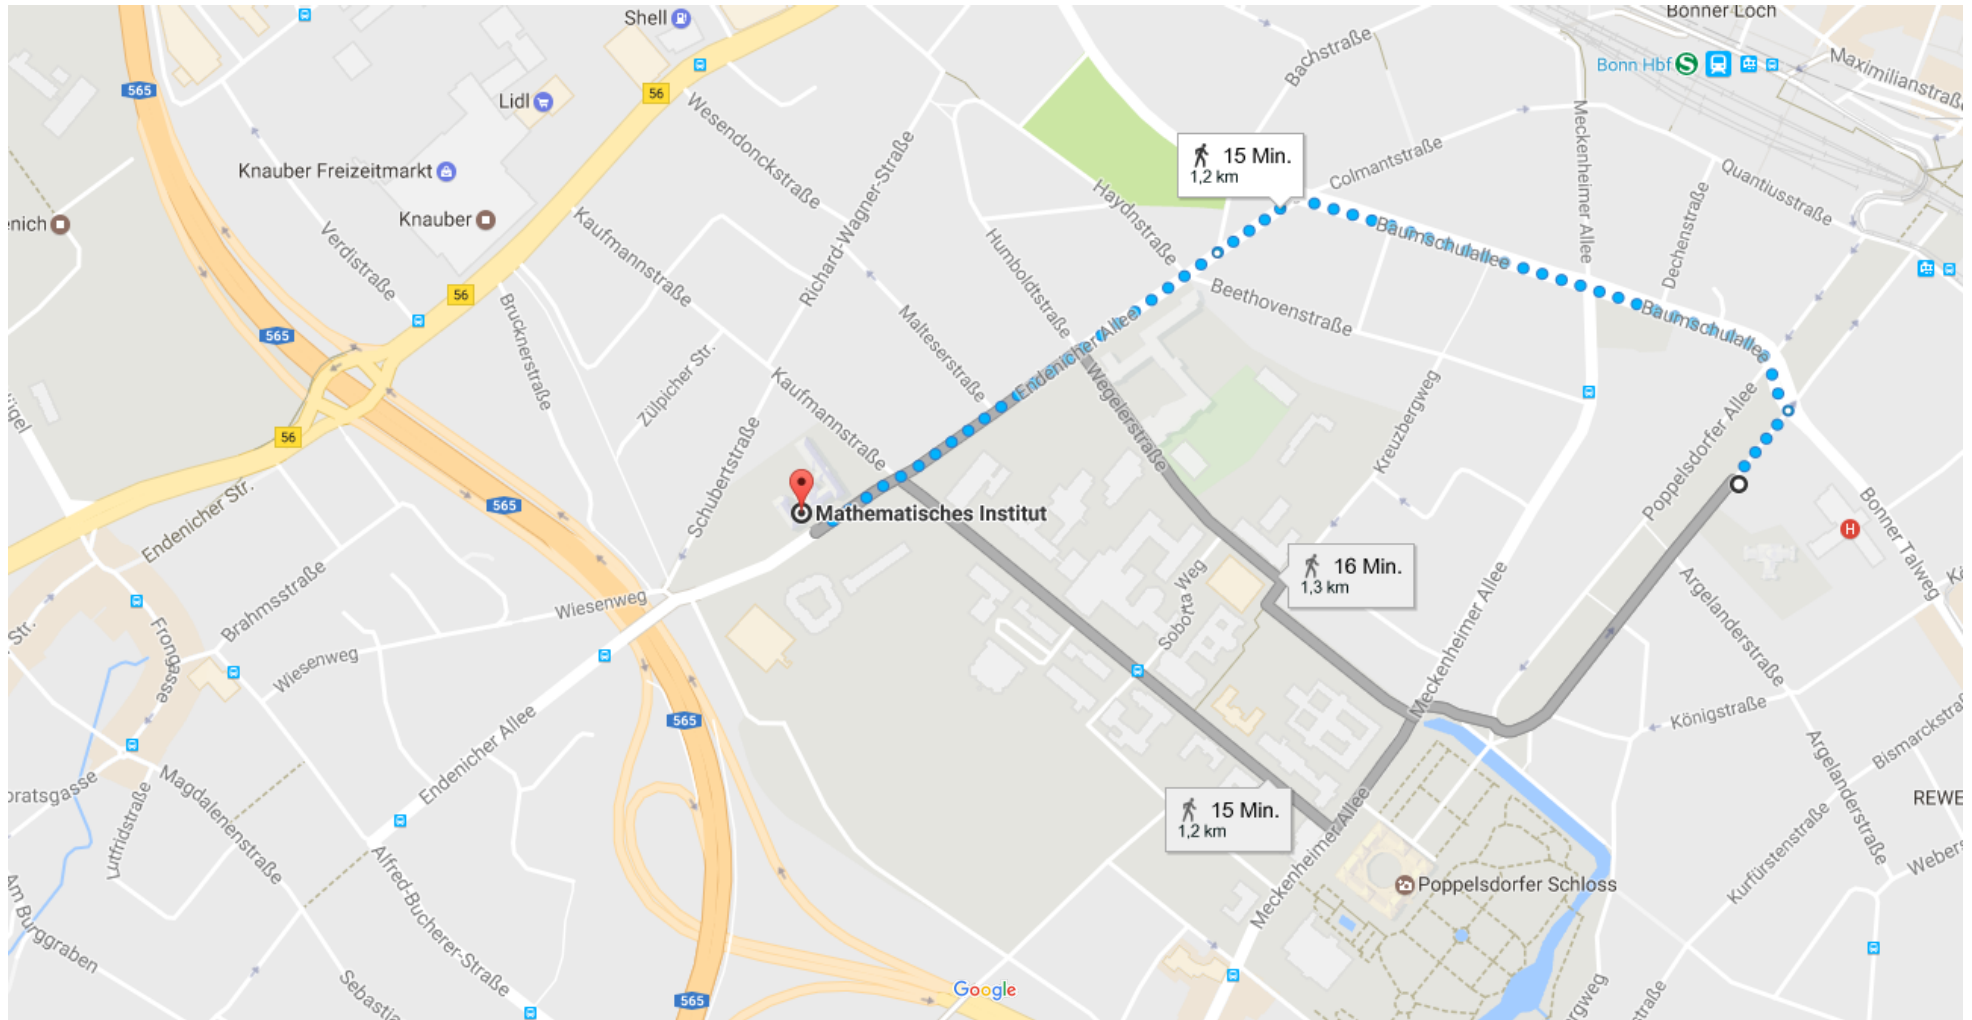 Shell
Bonner Loch
565
Lidl
56
Bachstraße
Bonn Hbf
S
Maximilianstraße
Wesendonckstraße
Meckenheimer Allee
Knauber Freizeitmarkt
15 Min.
1,2 km
Colmantstraße
Quantiusstraße
Richard-Wagner-Straße
Haydnstraße
Knauber
enich
Kaufmannstraße
Verdistraße
Humboldtstraße
Baumschulallee
Dechenstraße
56
Beethovenstraße
Brucknerstraße
Malteserstraße
Baumschulallee
565
Endenicher Allee
Zülpicher Str.
Kaufmannstraße
Wegelerstraße
Kreuzbergweg
Poppelsdorfer Allee
56
Schubertstraße
565
Mathematisches Institut
Endenicher Str.
Bonner Talweg
H
16 Min.
1,3 km
Soborta Weg
Meckenheimer Allee
Argelanderstraße
Brahmsstraße
Wiesenweg
Str.
Frongasse
Wiesenweg
565
Königstraße
Endenicher Allee
Argelanderstraße
Magdalenenstraße
Lutfridstraße
15 Min.
1,2 km
REWE
Kurfürstenstraße
Meckenheimer Allee
Poppelsdorfer Schloss
Alfred-Bucherer-Straße
Am Burggraben
Google
565